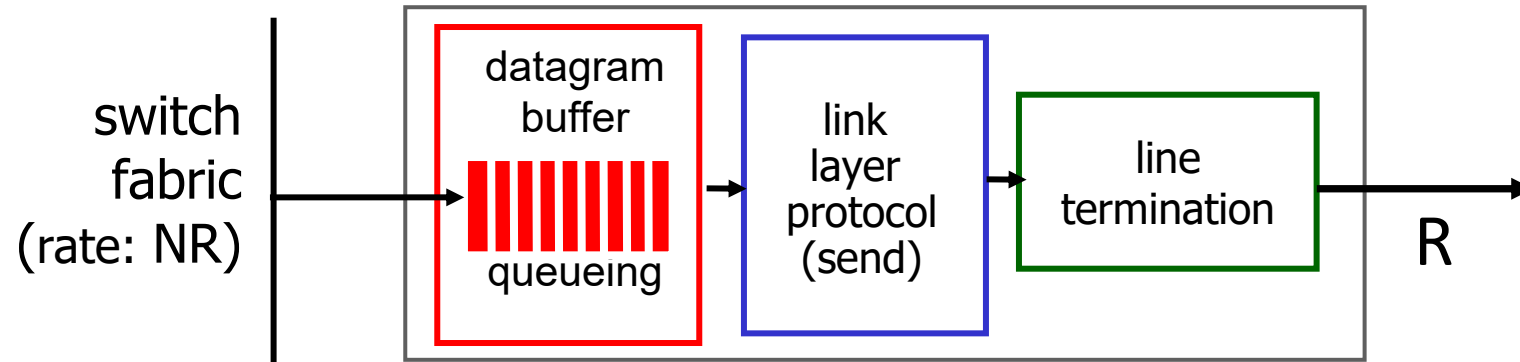 switch
fabric
(rate: NR)
datagram
buffer
queueing
link
layer
protocol
(send)
line
termination
R